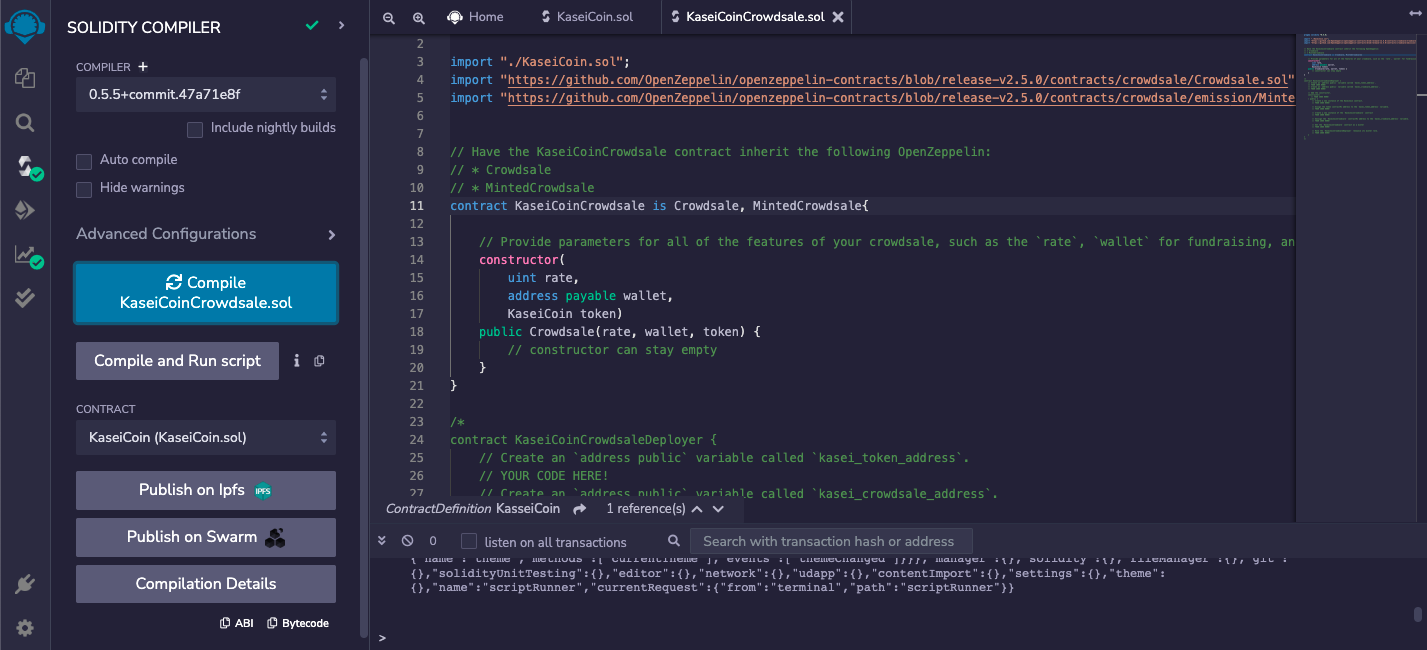 SOLIDITY COMPILER
COMPILER +
0.5.5+commit.47a71e8f
Include nightly builds
Auto compile
Hide warnings
Advanced Configurations
Compile
KaseiCoinCrowdsale.sol
Compile and Run script
CONTRACT
KaseiCoin (KaseiCoin.sol)
Publish on Ipfs IPFS
Publish on Swarm
Compilation Details
ABI Bytecode
Home KaseiCoin.sol KaseiCoinCrowdsale.sol
2
3 import "./KaseiCoin.sol";
4 import "https://github.com/OpenZeppelin/openzeppelin-contracts/blob/release-v2.5.0/contracts/crowdsale/Crowdsale.sol"
5 import "https://github.com/OpenZeppelin/openzeppelin-contracts/blob/release-v2.5.0/contracts/crowdsale/emission/Minte
6
7
8 // Have the KaseiCoinCrowdsale contract inherit the following OpenZeppelin:
9 // * Crowdsale
10 // * MintedCrowdsale
11 contract KaseiCoinCrowdsale is Crowdsale, MintedCrowdsale{
12
13 // Provide parameters for all of the features of your crowdsale, such as the `rate`, `wallet` for fundraising, an
14 constructor(
15 uint rate,
16 address payable wallet,
17 KaseiCoin token)
18 public Crowdsale(rate, wallet, token) {
19 // constructor can stay empty
20 }
21 }
22
23 /*
24 contract KaseiCoinCrowdsaleDeployer {
25 // Create an `address public` variable called `kasei_token_address`.
26 // YOUR CODE HERE!
27 // Create an `address public` variable called `kasei_crowdsale_address`.
ContractDefinition KasseiCoin 1 reference(s)
0 listen on all transactions Search with transaction hash or address
{"name":"theme","methods":["currentTheme"],"events":["themeChanged"]}}},"manager":{},"solidity":{},"fileManager":{},"git":
{},"solidityUnitTesting":{},"editor":{},"network":{},"udapp":{},"contentImport":{},"settings":{},"theme":
{},"name":"scriptRunner","currentRequest":{"from":"terminal","path":"scriptRunner"}}
>